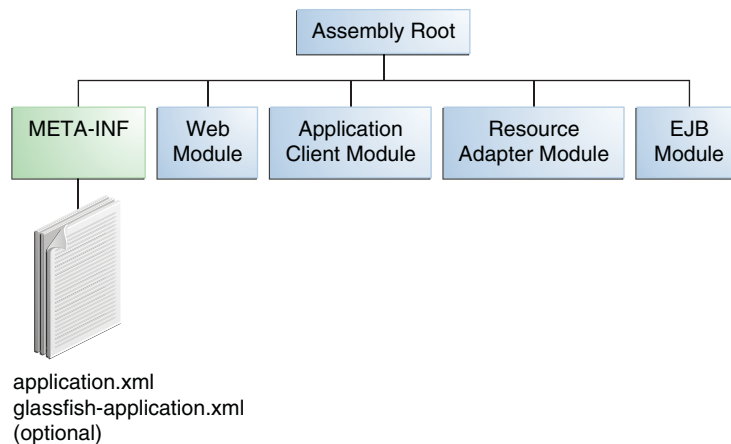 Assembly Root
META-INF
Web
Module
Application
Client Module
Resource
Adapter Module
EJB
Module
application.xml
glassfish-application.xml
(optional)